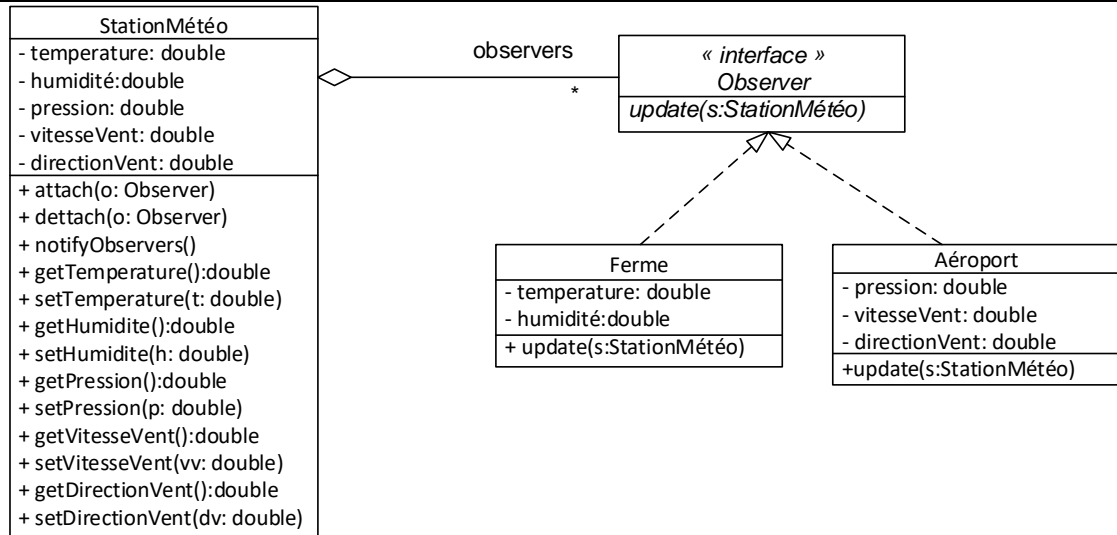 StationMétéo
- temperature: double
- humidité:double
- pression: double
- vitesseVent: double
- directionVent: double
+ attach(o: Observer)
+ dettach(o: Observer)
+ notifyObservers()
+ getTemperature():double
+ setTemperature(t: double)
+ getHumidite():double
+ setHumidite(h: double)
+ getPression():double
+ setPression(p: double)
+ getVitesseVent():double
+ setVitesseVent(vv: double)
+ getDirectionVent():double
+ setDirectionVent(dv: double)
observers
*
« interface »
Observer
update(s:StationMétéo)
Ferme
- temperature: double
- humidité:double
+ update(s:StationMétéo)
Aéroport
- pression: double
- vitesseVent: double
- directionVent: double
+update(s:StationMétéo)